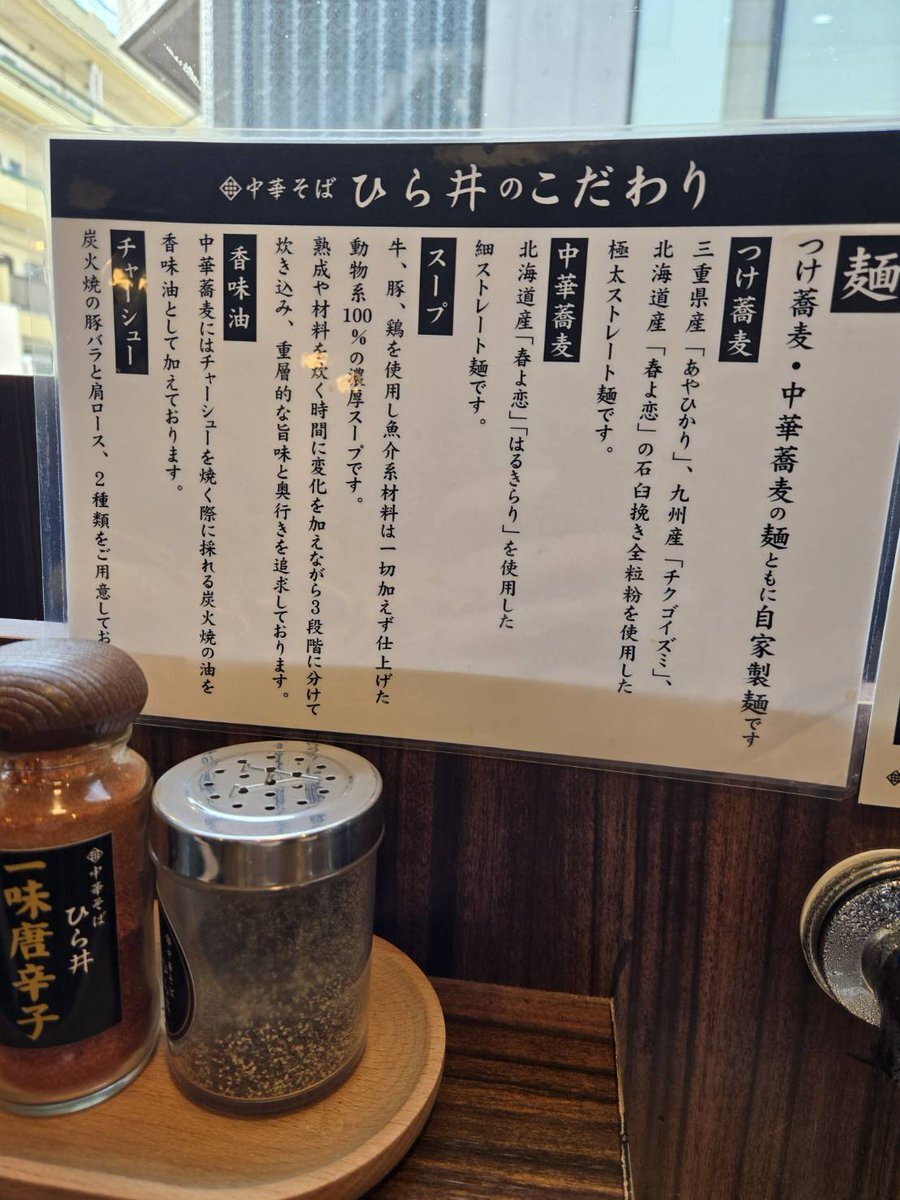 中華そば ひら井のこだわり
麺
つけ蕎麦・中華蕎麦の麺ともに自家製麺です
つけ蕎麦
三重県産「あやひかり」、九州産「チクゴイズミ」、
北海道産「春よ恋」の石臼挽き全粒粉を使用した
極太ストレート麺です。
中華蕎麦
北海道産「春よ恋」「はるきらり」を使用した
細ストレート麺です。
スープ
牛、豚、鶏を使用し魚介系材料は一切加えず仕上げた
動物系100%の濃厚スープです。
熟成や材料を炊く時間に変化を加えながら3段階に分けて
炊き込み、重層的な旨味と奥行きを追求しております。
香味油
中華蕎麦にはチャーシューを焼く際に採れる炭火焼の油を
香味油として加えております。
チャーシュー
炭火焼の豚バラと肩ロース、2種類をご用意してお
中華そば
ひら井
一味唐辛子